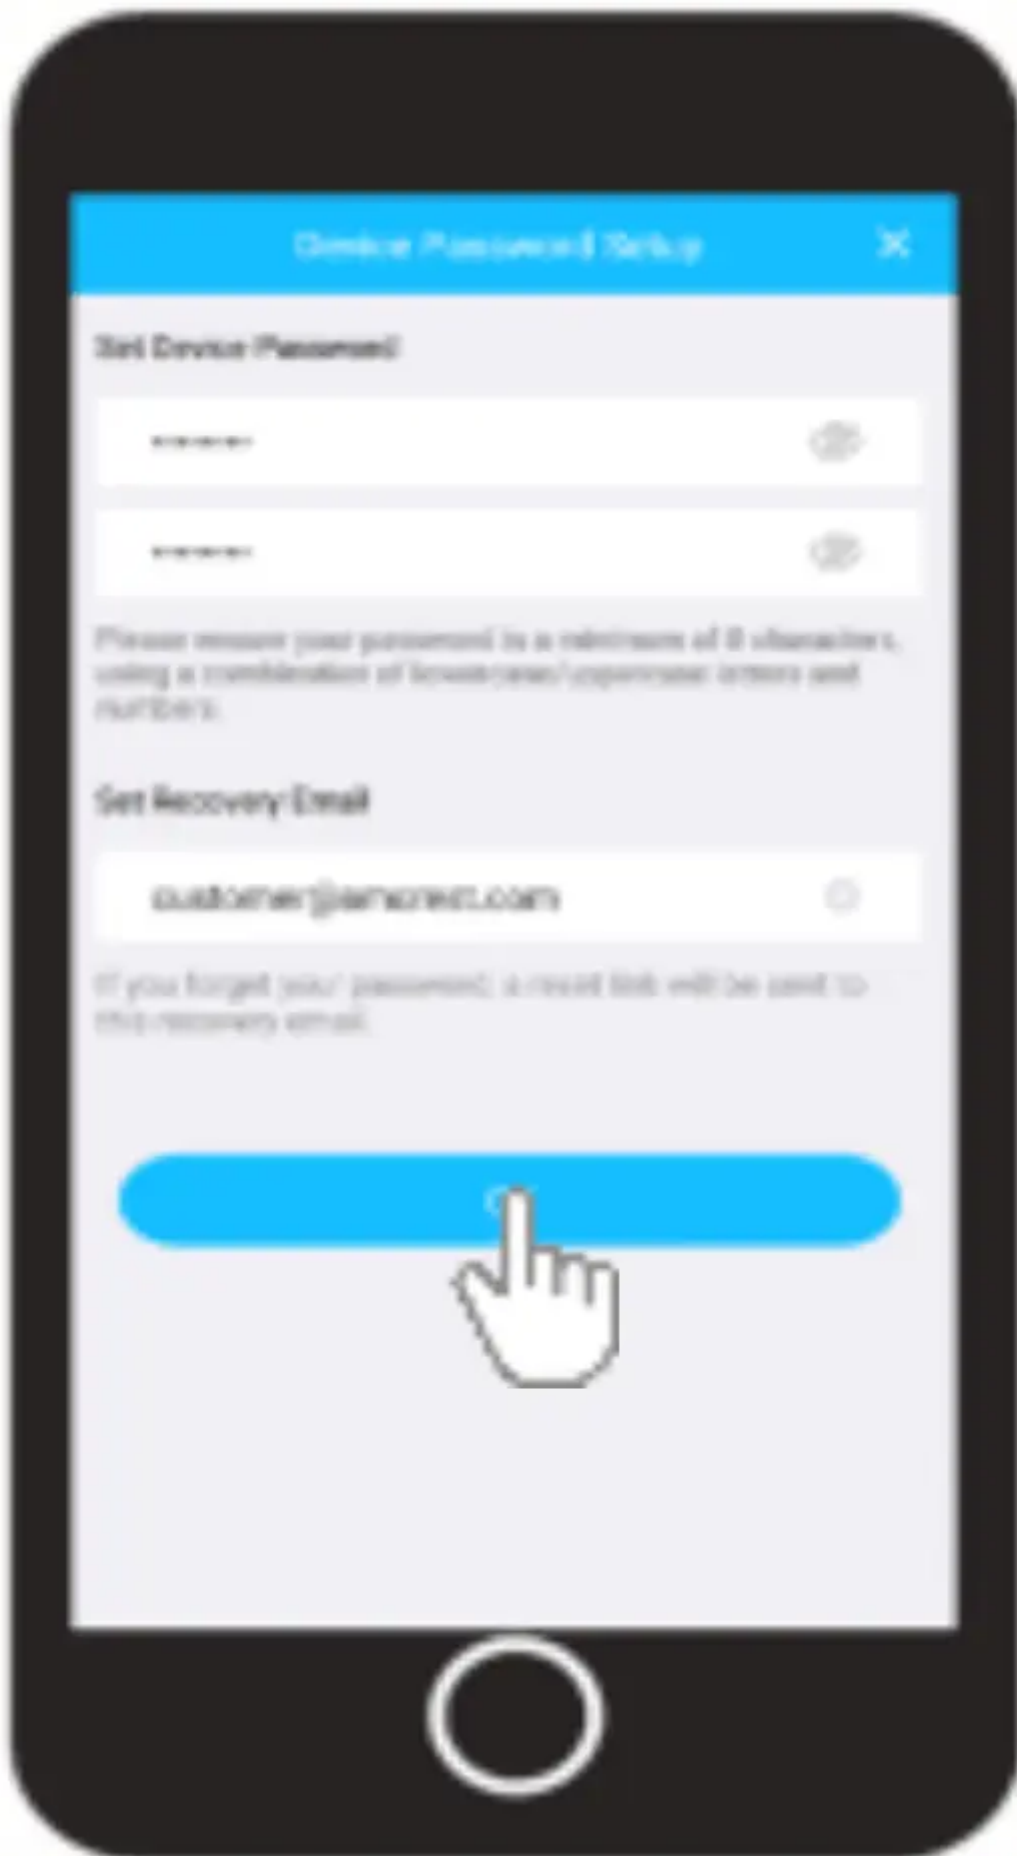 Device Password Setup
Set Device Password
Please ensure your password is a minimum of 8 characters,
using a combination of lowercase/uppercase letters and
numbers.
Set Recovery Email
customer@amcrest.com
If you forget your password, a reset link will be sent to
this recovery email.